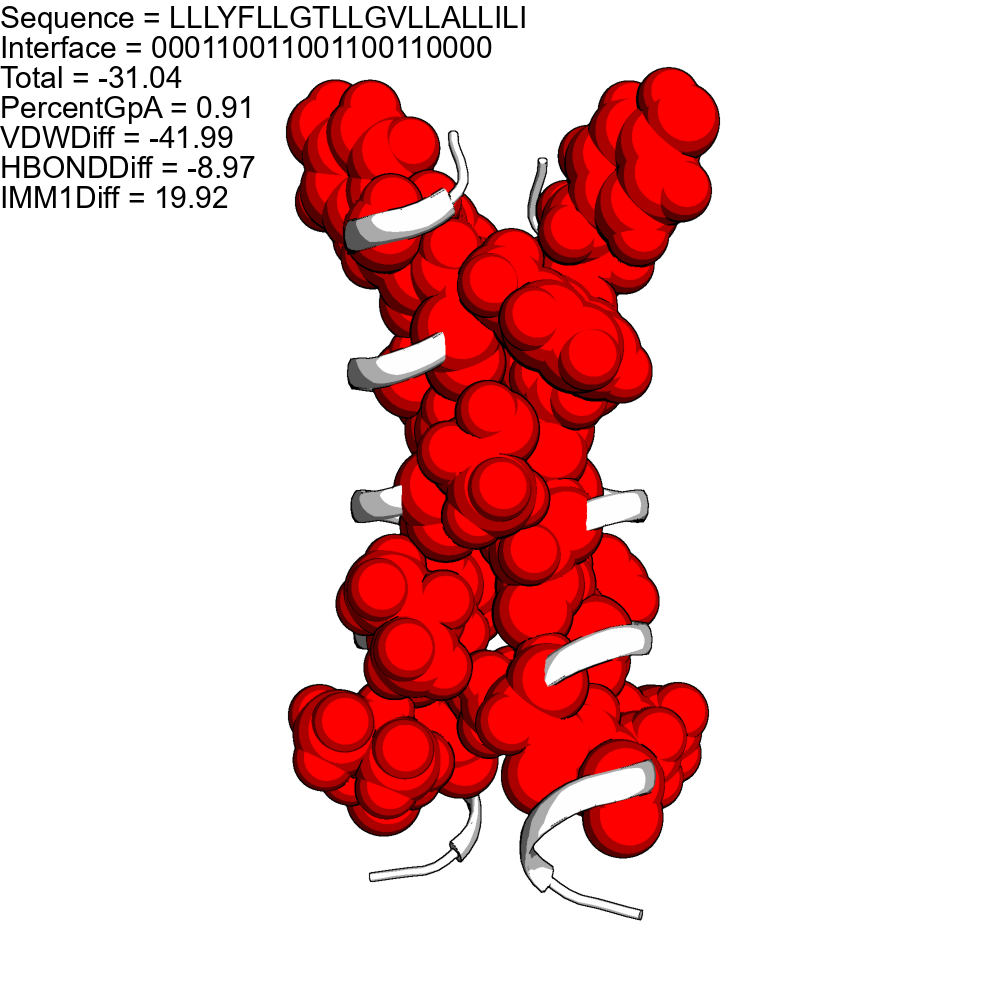 Sequence = LLLYFLLGTLLGVLLALLILI
Interface = 000110011001100110000
Total = -31.04
PercentGpA = 0.91
VDWDiff = -41.99
HBONDDiff = -8.97
IMM1Diff = 19.92